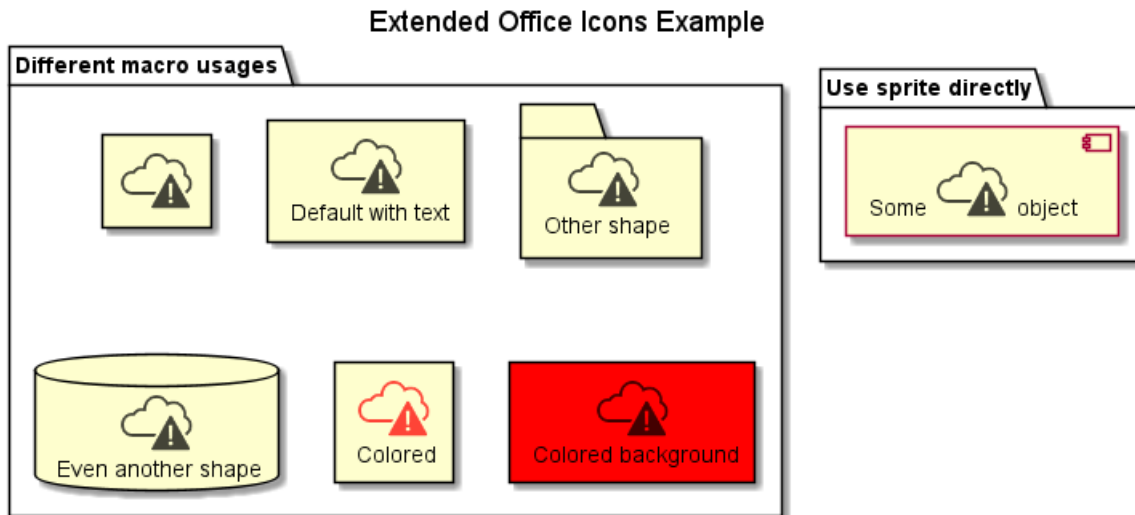 Extended Office Icons Example
Different macro usages
Use sprite directly
Default with text
Other shape
Some object
Even another shape
Colored
Colored background